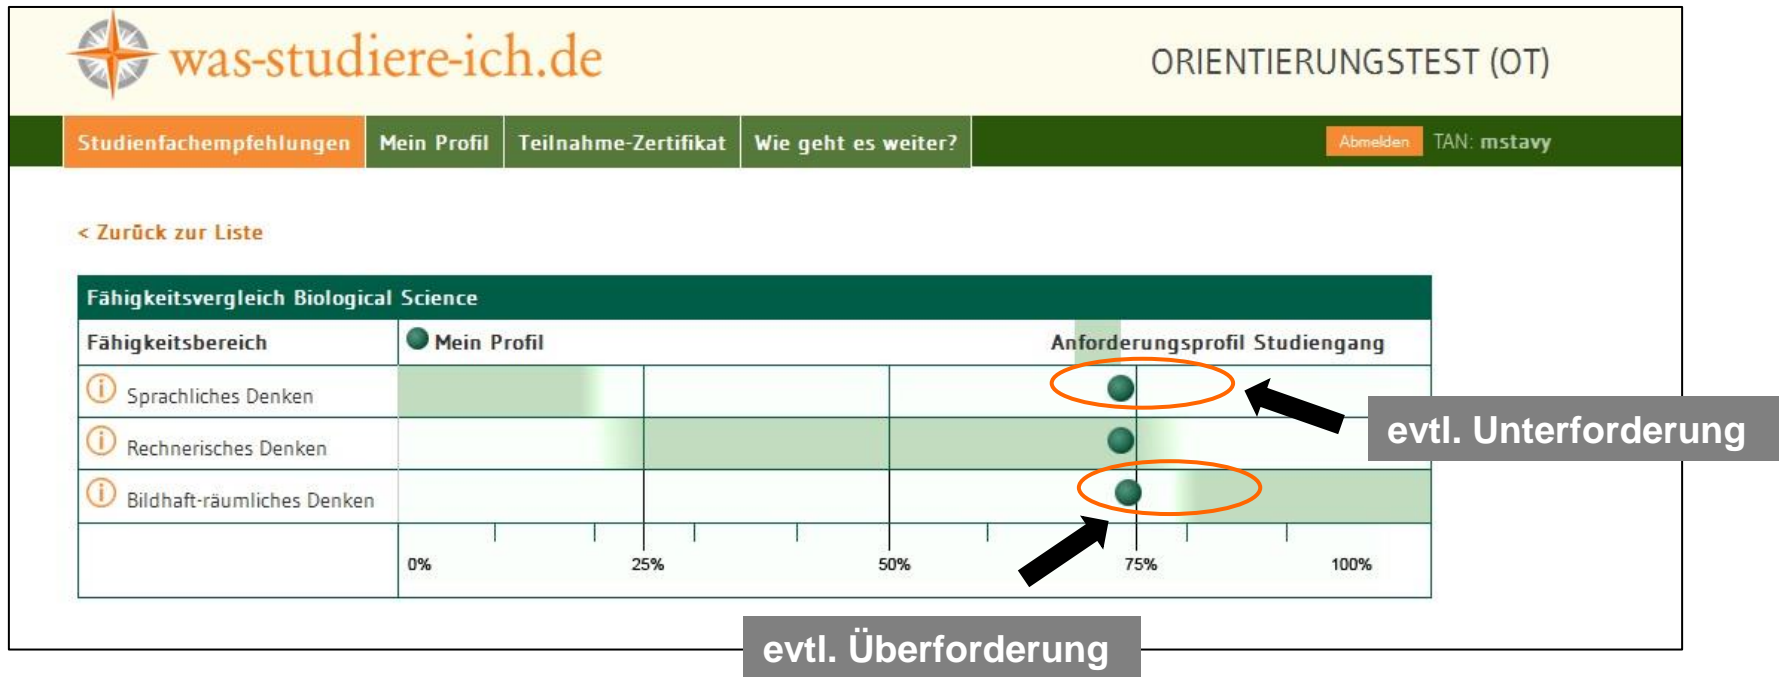 was-studiere-ich.de
ORIENTIERUNGSTEST (OT)
Studienfachempfehlungen Mein Profil Teilnahme-Zertifikat Wie geht es weiter? Abmelden TAN: mstavy
< Zurück zur Liste
Fähigkeitsvergleich Biological Science
Fähigkeitsbereich Mein Profil Anforderungsprofil Studiengang
i Sprachliches Denken
evtl. Unterforderung
i Rechnerisches Denken
i Bildhaft-räumliches Denken
0% 25% 50% 75% 100%
evtl. Überforderung